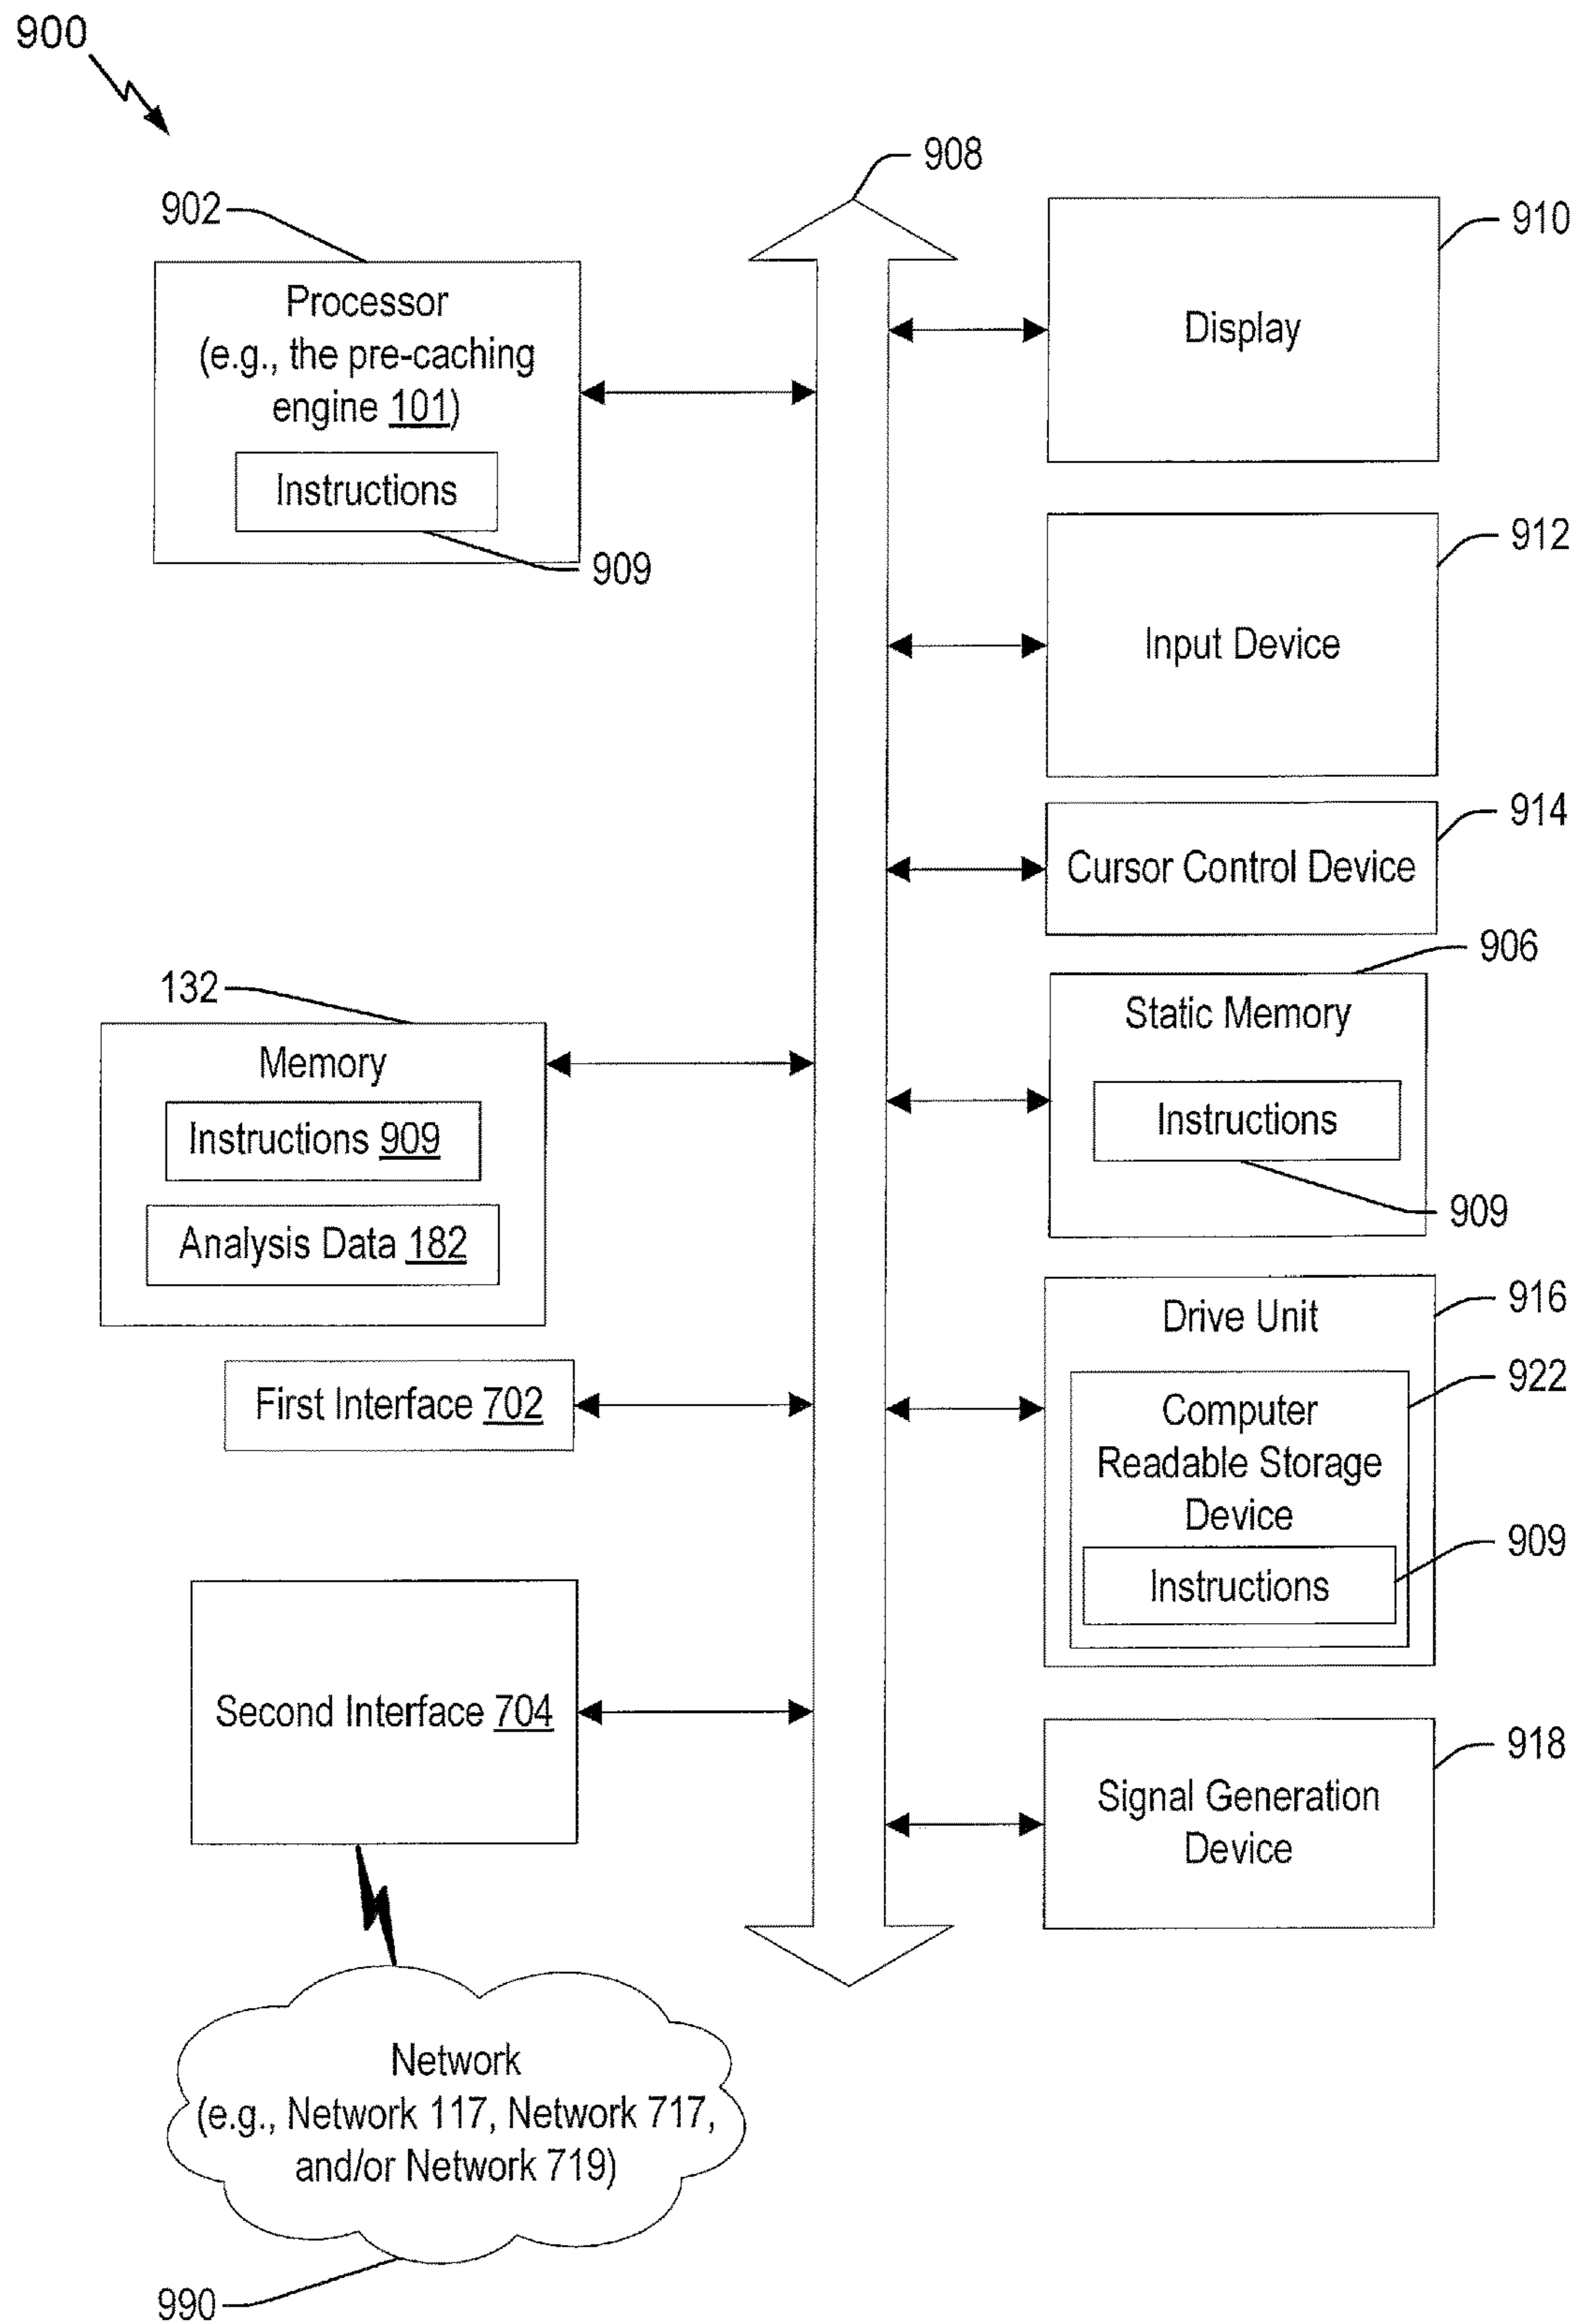 900
908
902
Processor
(e.g., the pre-caching
engine 101)
Instructions
909
910
Display
912
Input Device
914
Cursor Control Device
132
Memory
Instructions 909
Analysis Data 182
906
Static Memory
Instructions
909
First Interface 702
916
Drive Unit
922
Computer
Readable Storage
Device
909
Instructions
Second Interface 704
918
Signal Generation
Device
Network
(e.g., Network 117, Network 717,
and/or Network 719)
990